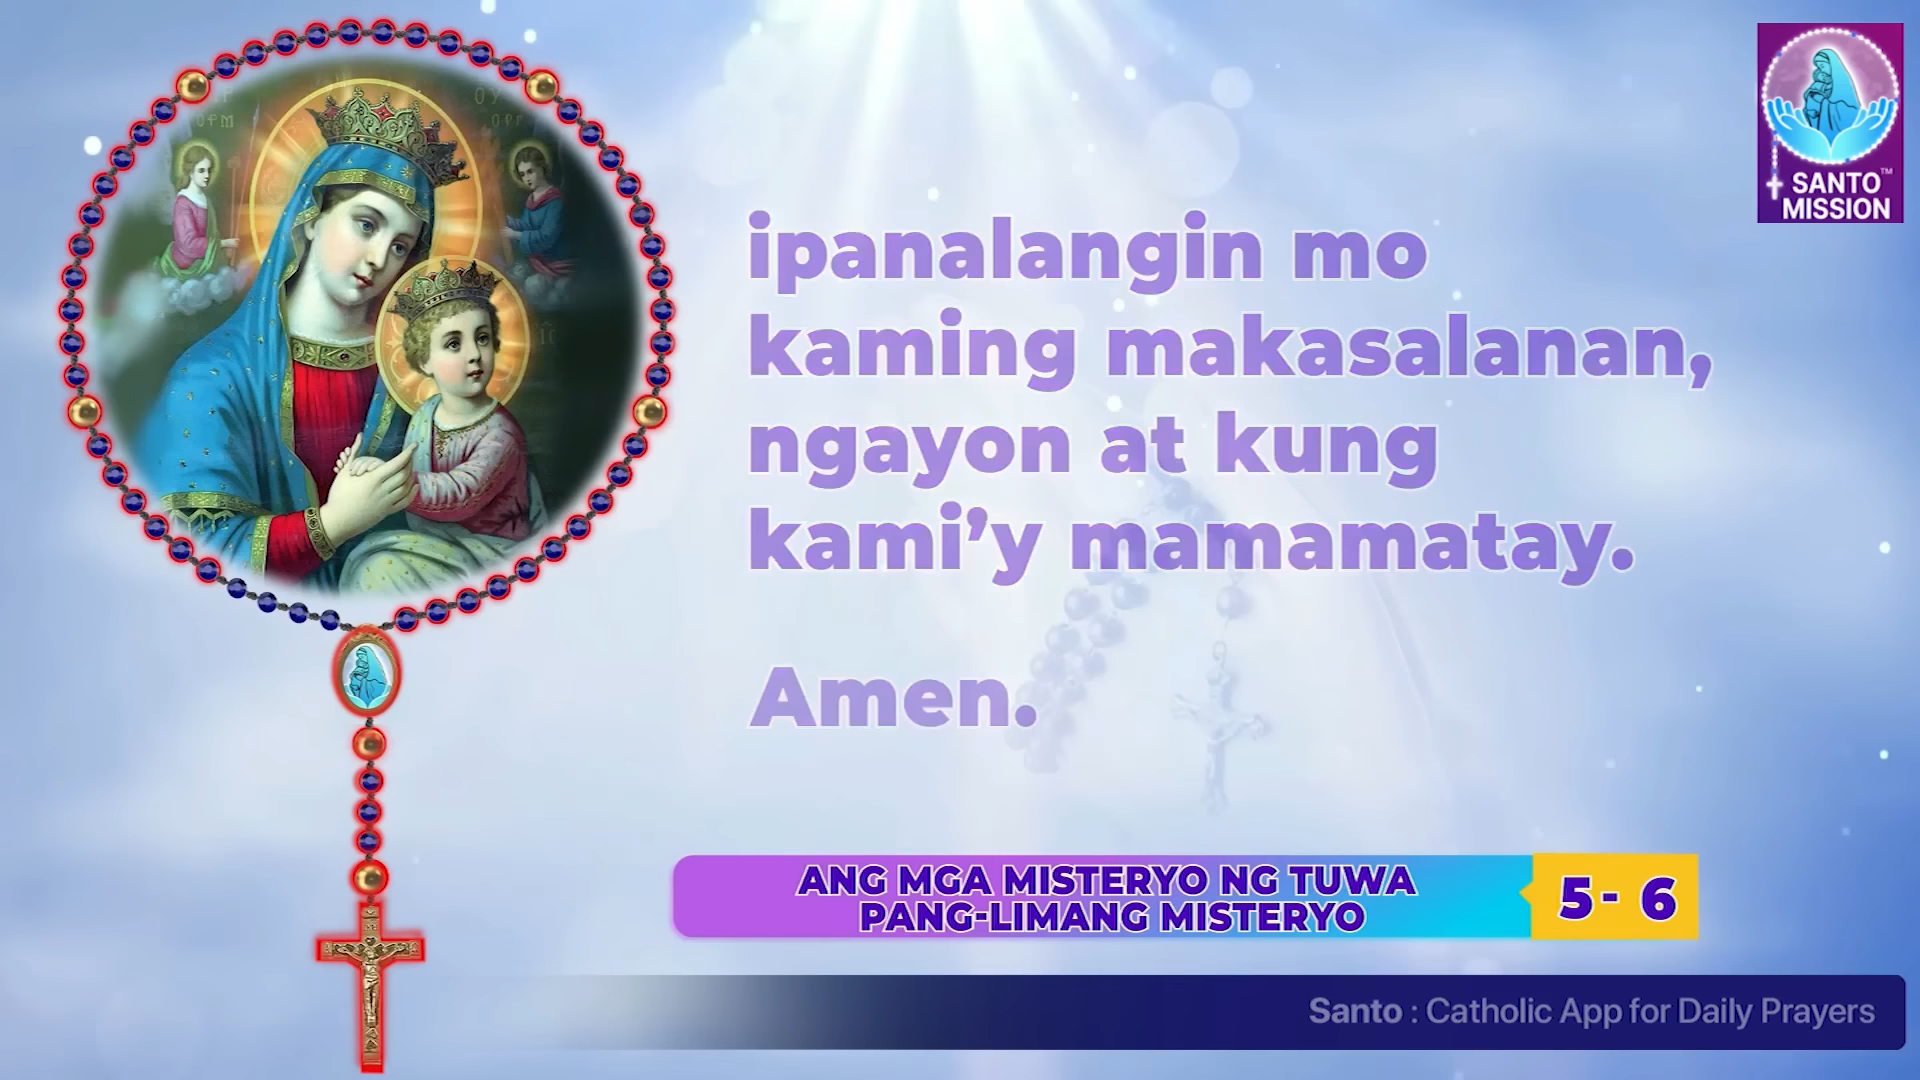 ipanalangin mo
kaming makasalanan,
ngayon at kung
kami’y mamamatay.
Amen.
ANG MGA MISTERYO NG TUWA
PANG-LIMANG MISTERYO
5- 6
Santo : Catholic App for Daily Prayers
SANTO™
MISSION